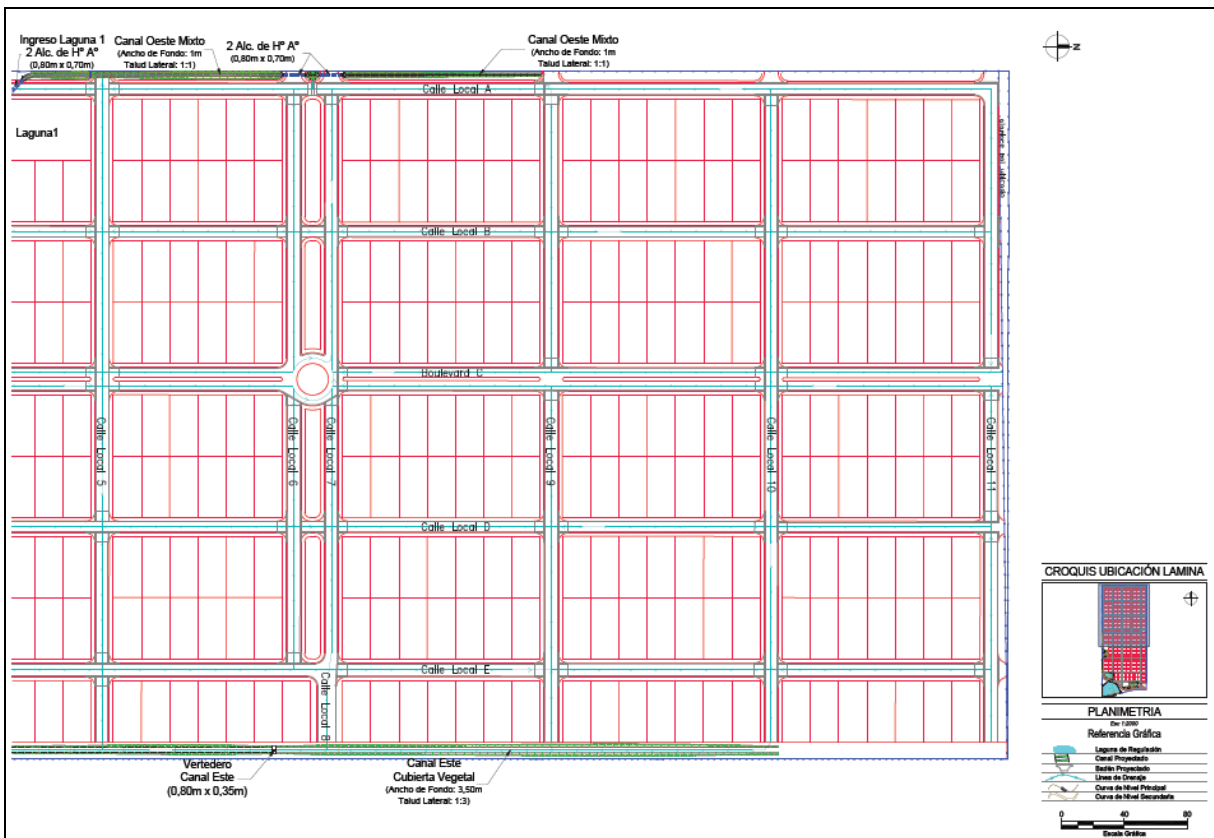 Ingreso Laguna 1
2 Alc. de Hº Aº
(0,80m x 0,70m)
Canal Oeste Mixto
(Ancho de Fondo: 1m
Talud Lateral: 1:1)
2 Alc. de Hº Aº
(0,80m x 0,70m)
Canal Oeste Mixto
(Ancho de Fondo: 1m
Talud Lateral: 1:1)
N
Calle Local A
Laguna1
Calle Local B
Boulevard C
Calle Local 5
Calle Local 6
Calle Local 7
Calle Local 9
Calle Local 10
Calle Local 11
Calle Local D
Calle Local E
Calle Local 8
Vertedero
Canal Este
(0,80m x 0,35m)
Canal Este
Cubierta Vegetal
(Ancho de Fondo: 3,50m
Talud Lateral: 1:3)
CROQUIS UBICACIÓN LAMINA
PLANIMETRIA
Esc 1:2000
Referencia Gráfica
Laguna de Regulación
Canal Proyectado
Badén Proyectado
Linea de Drenaje
Curva de Nivel Principal
Curva de Nivel Secundaria
0 40 80
Escala Gráfica